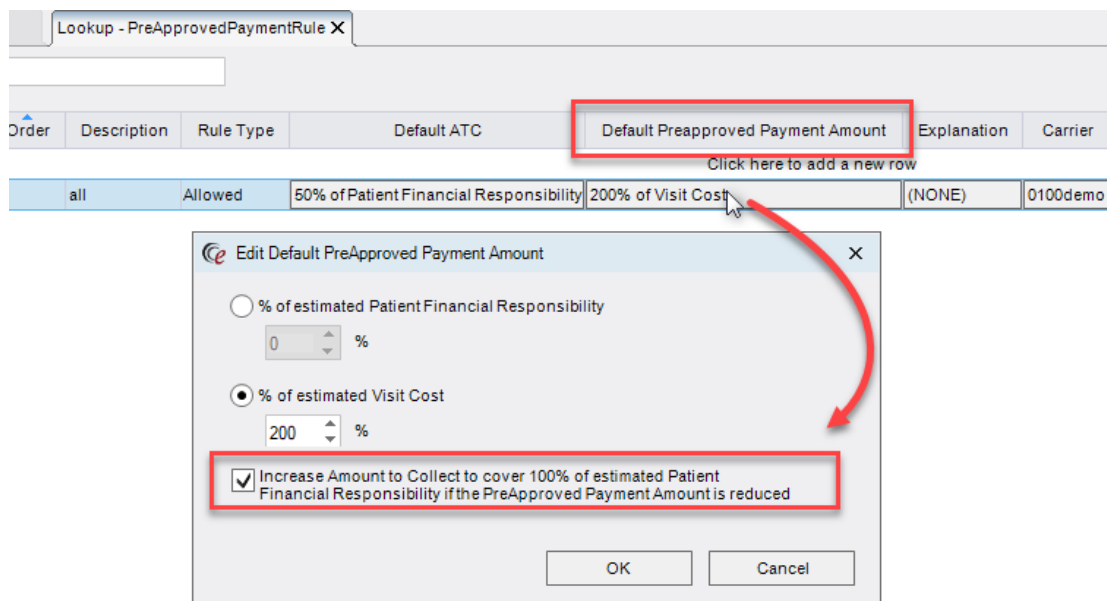 Lookup - PreApprovedPaymentRule X
Order Description Rule Type Default ATC Default Preapproved Payment Amount Explanation Carrier
Click here to add a new row
all Allowed 50% of Patient Financial Responsibility 200% of Visit Cost (NONE) 0100demo
Edit Default PreApproved Payment Amount
% of estimated Patient Financial Responsibility
0 %
% of estimated Visit Cost
200 %
Increase Amount to Collect to cover 100% of estimated Patient
Financial Responsibility if the PreApproved Payment Amount is reduced
OK Cancel